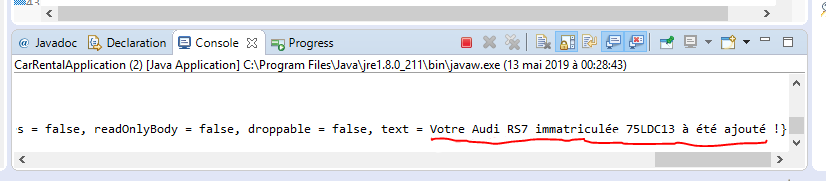 Javadoc Declaration Console Progress
CarRentalApplication (2) [Java Application] C:\Program Files\Java\jre1.8.0_211\bin\javaw.exe (13 mai 2019 à 00:28:43)
s = false, readOnlyBody = false, droppable = false, text = Votre Audi RS7 immatriculée 75LDC13 à été ajouté !}